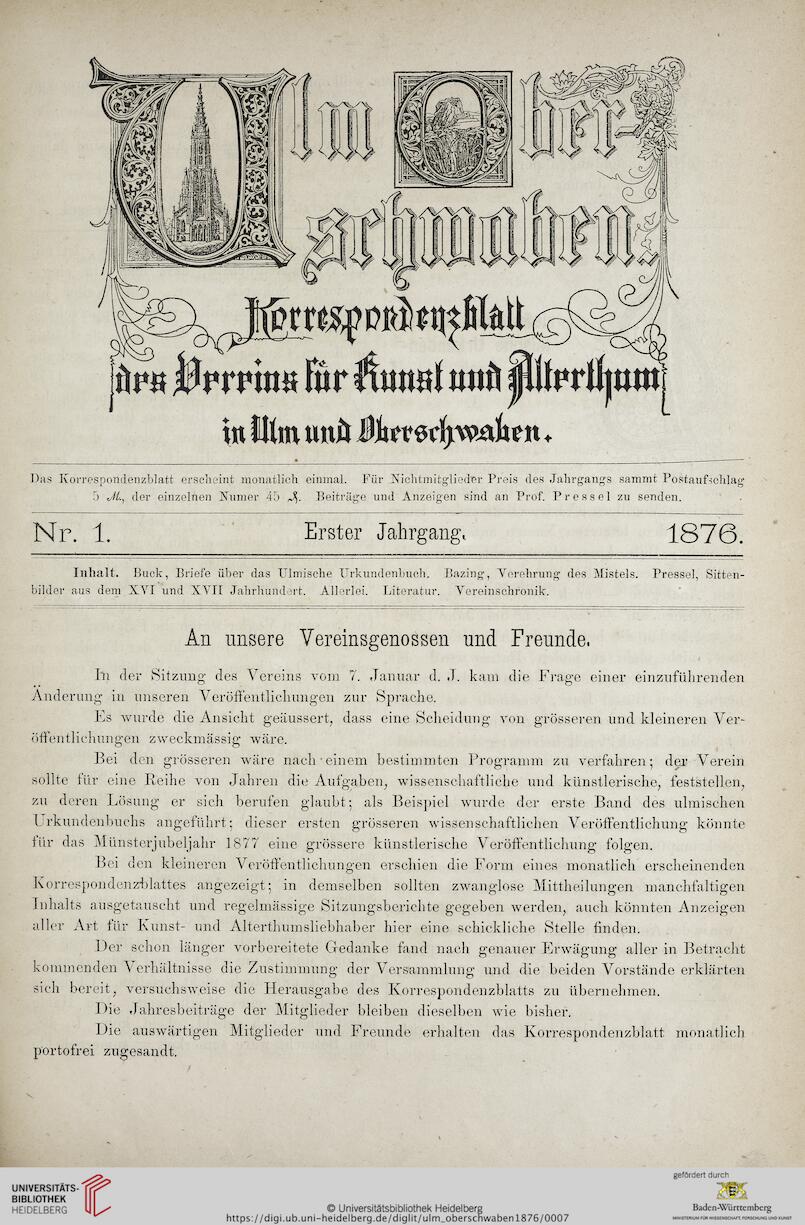 Ulm Ober-
schwaben.
Korrespondenzblatt
des Vereins für Kunst und Alterthum
in Ulm und Oberschwaben.
Das Korrespondenzblatt erscheint monatlich einmal. Für Nichtmitglieder Preis des Jahrgangs sammt Postaufschlag
5 ℳ., der einzelnen Numer 45 ₰. Beiträge und Anzeigen sind an Prof. Pressel zu senden.
Nr. 1. Erster Jahrgang. 1876.
Inhalt. Buck, Briefe über das Ulmische Urkundenbuch. Bazing, Verehrung des Mistels. Pressel, Sitten-
bilder aus dem XVI und XVII Jahrhundert. Allerlei. Literatur. Vereinschronik.
An unsere Vereinsgenossen und Freunde.
In der Sitzung des Vereins vom 7. Januar d. J. kam die Frage einer einzuführenden
Änderung in unseren Veröffentlichungen zur Sprache.
Es wurde die Ansicht geäussert, dass eine Scheidung von grösseren und kleineren Ver-
öffentlichungen zweckmässig wäre.
Bei den grösseren wäre nach einem bestimmten Programm zu verfahren; der Verein
sollte für eine Reihe von Jahren die Aufgaben, wissenschaftliche und künstlerische, feststellen,
zu deren Lösung er sich berufen glaubt; als Beispiel wurde der erste Band des ulmischen
Urkundenbuchs angeführt; dieser ersten grösseren wissenschaftlichen Veröffentlichung könnte
für das Münsterjubeljahr 1877 eine grössere künstlerische Veröffentlichung folgen.
Bei den kleineren Veröffentlichungen erschien die Form eines monatlich erscheinenden
Korrespondenzblattes angezeigt; in demselben sollten zwanglose Mittheilungen manchfaltigen
Inhalts ausgetauscht und regelmässige Sitzungsberichte gegeben werden, auch könnten Anzeigen
aller Art für Kunst- und Alterthumsliebhaber hier eine schickliche Stelle finden.
Der schon länger vorbereitete Gedanke fand nach genauer Erwägung aller in Betracht
kommenden Verhältnisse die Zustimmung der Versammlung und die beiden Vorstände erklärten
sich bereit, versuchsweise die Herausgabe des Korrespondenzblatts zu übernehmen.
Die Jahresbeiträge der Mitglieder bleiben dieselben wie bisher.
Die auswärtigen Mitglieder und Freunde erhalten das Korrespondenzblatt monatlich
portofrei zugesandt.
UNIVERSITÄTS-
BIBLIOTHEK
HEIDELBERG
© Universitätsbibliothek Heidelberg
https://digi.ub.uni-heidelberg.de/diglit/ulm_oberschwaben1876/0007
gefördert durch
Baden-Württemberg
MINISTERIUM FÜR WISSENSCHAFT, FORSCHUNG UND KUNST